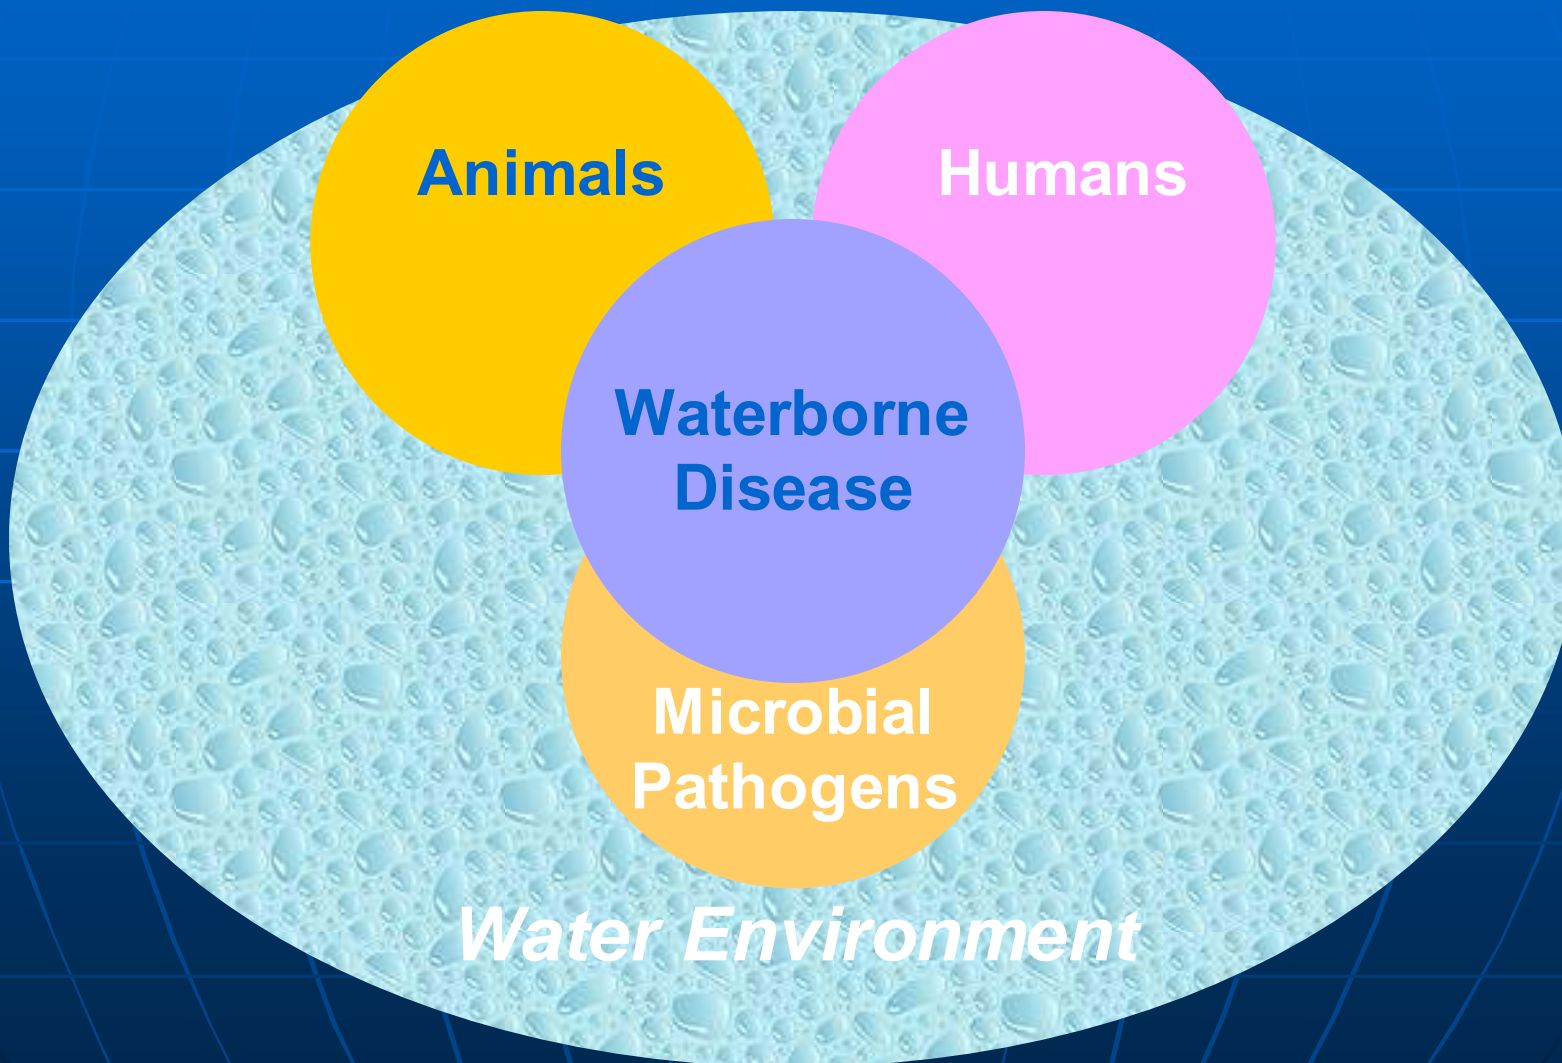 Animals
Humans
Waterborne
Disease
Microbial
Pathogens
Water Environment